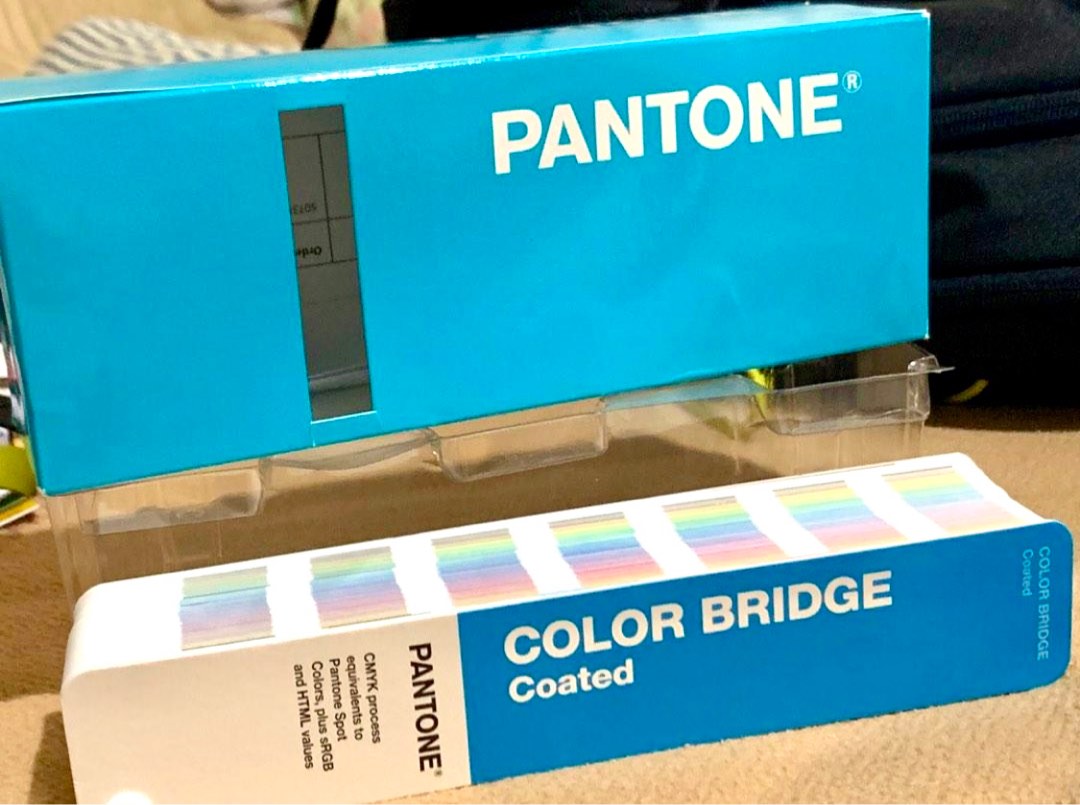 PANTONE®
COLOR BRIDGE
Coated
COLOR BRIDGE
Coated
PANTONE®
CMYK process
equivalents to
Pantone Spot
Colors, plus sRGB
and HTML values